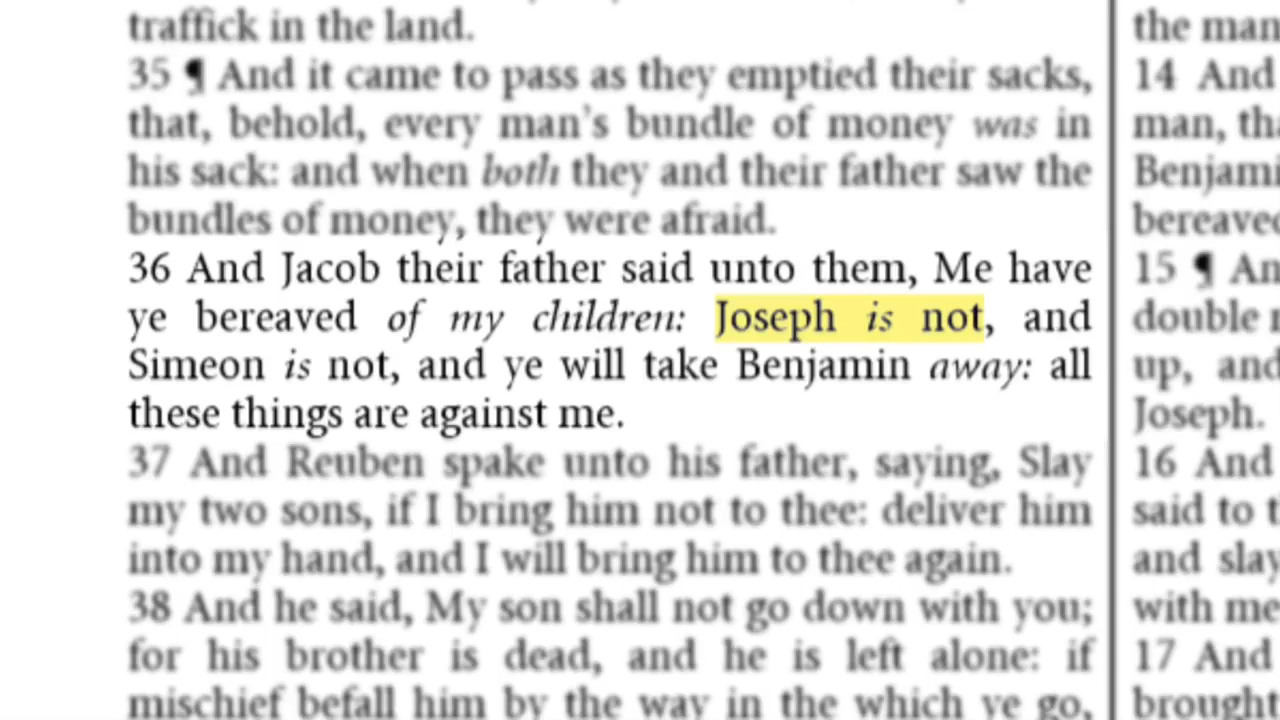 traffick in the land.
35 ¶ And it came to pass as they emptied their sacks,
that, behold, every man's bundle of money was in
his sack: and when both they and their father saw the
bundles of money, they were afraid.
36 And Jacob their father said unto them, Me have
ye bereaved of my children: Joseph is not, and
Simeon is not, and ye will take Benjamin away: all
these things are against me.
37 And Reuben spake unto his father, saying, Slay
my two sons, if I bring him not to thee: deliver him
into my hand, and I will bring him to thee again.
38 And he said, My son shall not go down with you;
for his brother is dead, and he is left alone: if
mischief befall him by the way in the which ye go,
the man
14 And
man, th
Benjam
bereave
15 ¶ An
double
up, and
Joseph.
16 And
said to t
and slay
with me
17 And
brought